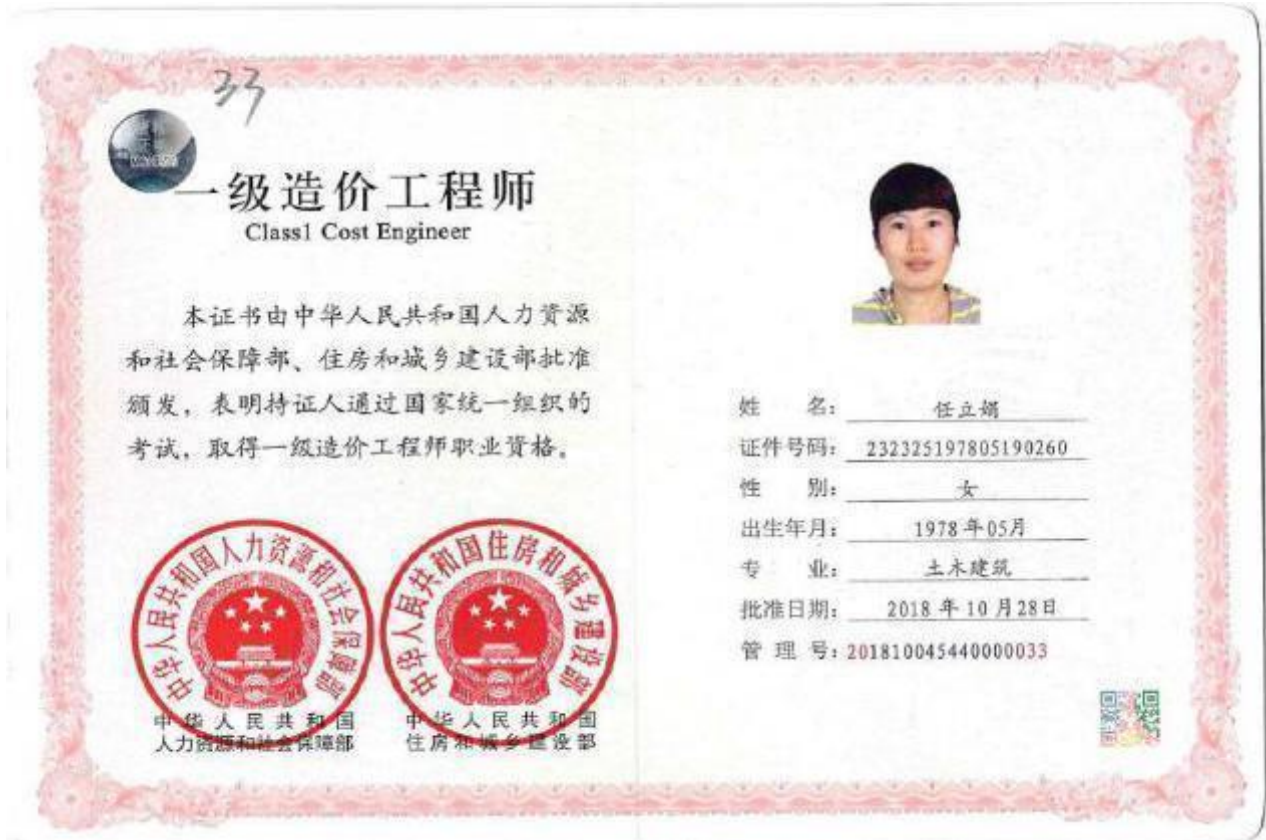 33
一级造价工程师
Class1 Cost Engineer
本证书由中华人民共和国人力资源
和社会保障部、住房和城乡建设部批准
颁发，表明持证人通过国家统一组织的
考试，取得一级造价工程师职业资格。
中华人民共和国人力资源和社会保障部
中华人民共和国住房和城乡建设部
中华人民共和国
人力资源和社会保障部
中华人民共和国
住房和城乡建设部
姓 名： 任立娟
证件号码： 232325197805190260
性 别： 女
出生年月： 1978年05月
专 业： 土木建筑
批准日期： 2018年10月28日
管 理 号：201810045440000033